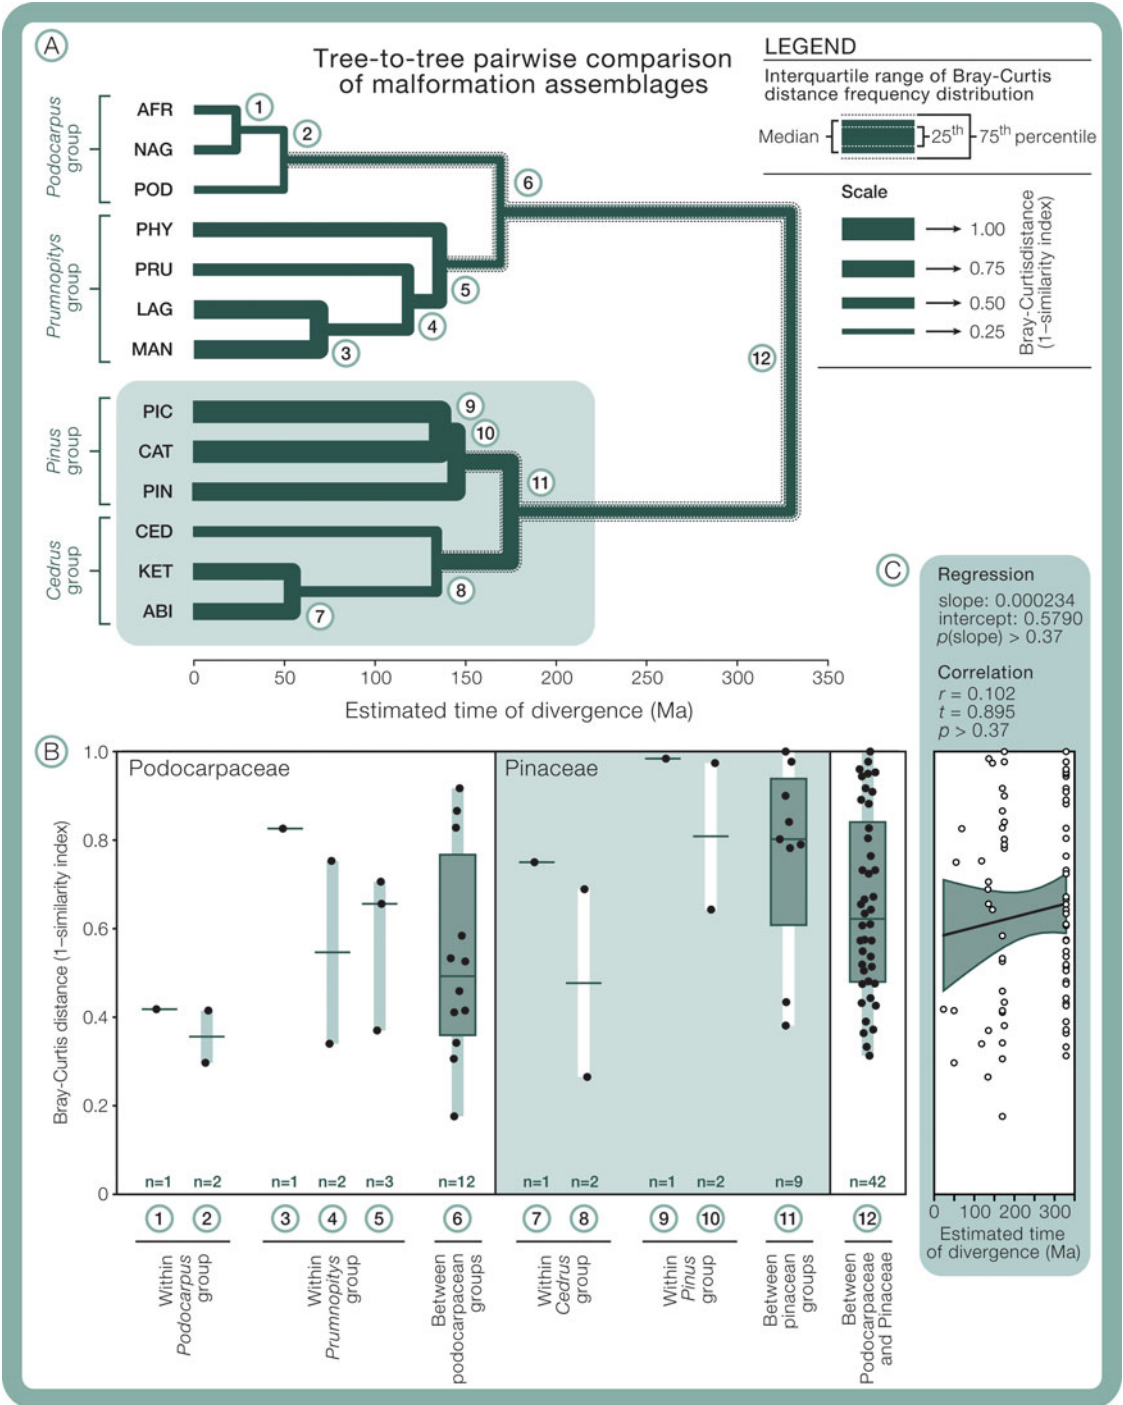 A
Tree-to-tree pairwise comparison
of malformation assemblages
LEGEND
Interquartile range of Bray-Curtis
distance frequency distribution
Median
25th
75th percentile
Scale
1.00
0.75
0.50
0.25
Bray-Curtisdistance
(1–similarity index)
Podocarpus
group
AFR
NAG
POD
1
2
6
Prumnopitys
group
PHY
PRU
LAG
MAN
5
4
3
12
Pinus
group
PIC
CAT
PIN
9
10
11
Cedrus
group
CED
KET
ABI
8
7
0 50 100 150 200 250 300 350
Estimated time of divergence (Ma)
C
Regression
slope: 0.000234
intercept: 0.5790
p(slope) > 0.37
Correlation
r = 0.102
t = 0.895
p > 0.37
0 100 200 300
Estimated time
of divergence (Ma)
B
Bray-Curtis distance (1–similarity index)
1.0
0.8
0.6
0.4
0.2
0
Podocarpaceae
Pinaceae
n=1 n=2 n=1 n=2 n=3 n=12 n=1 n=2 n=1 n=2 n=9 n=42
1 2 3 4 5 6 7 8 9 10 11 12
Within
Podocarpus
group
Within
Prumnopitys
group
Between
podocarpacean
groups
Within
Cedrus
group
Within
Pinus
group
Between
pinacean
groups
Between
Podocarpaceae
and Pinaceae